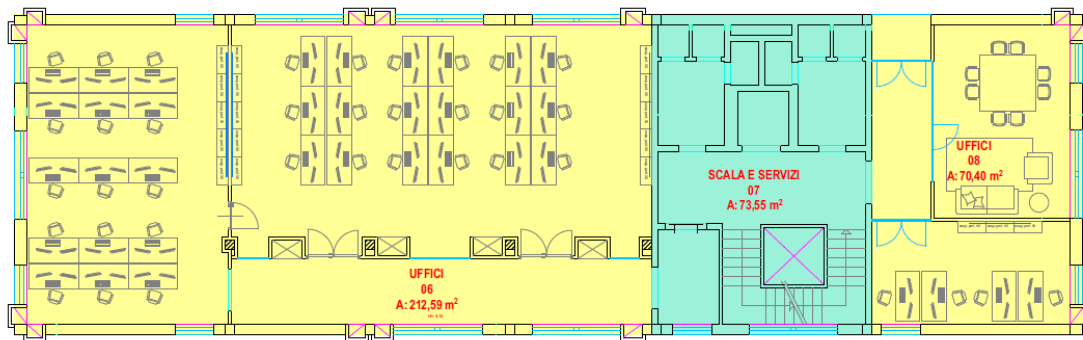 SCALA E SERVIZI
07
A: 73,55 m²
UFFICI
08
A: 70,40 m²
UFFICI
06
A: 212,59 m²